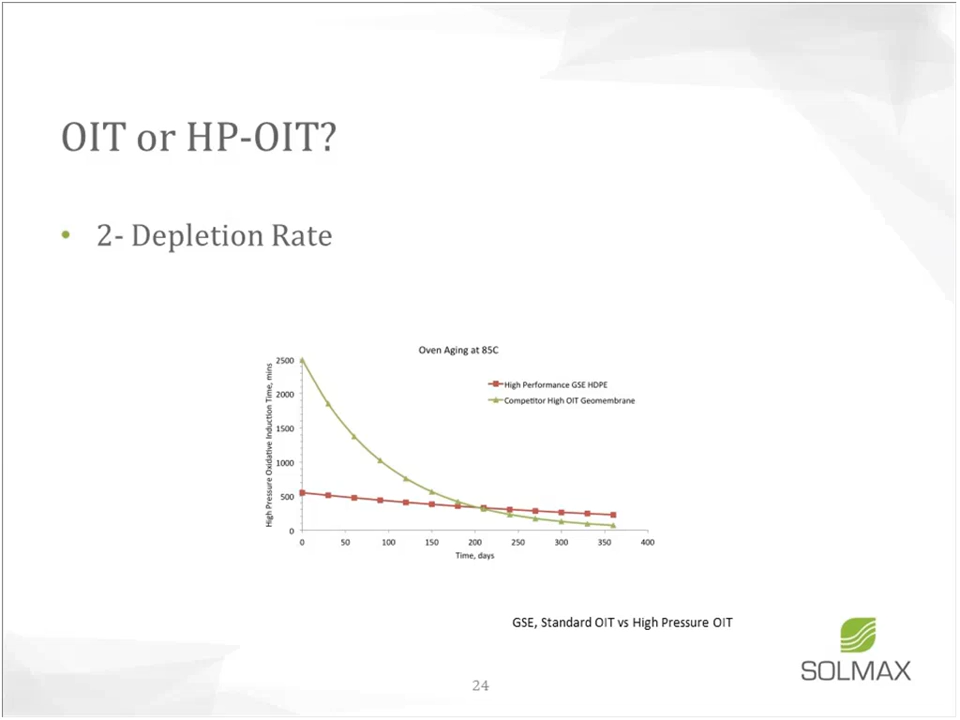 OIT or HP-OIT?
• 2- Depletion Rate
Oven Aging at 85C
High Pressure Oxidative Induction Time, mins
2500
2000
1500
1000
500
0
High Performance GSE HDPE
Competitor High OIT Geomembrane
0 50 100 150 200 250 300 350 400
Time, days
GSE, Standard OIT vs High Pressure OIT
SOLMAX
24